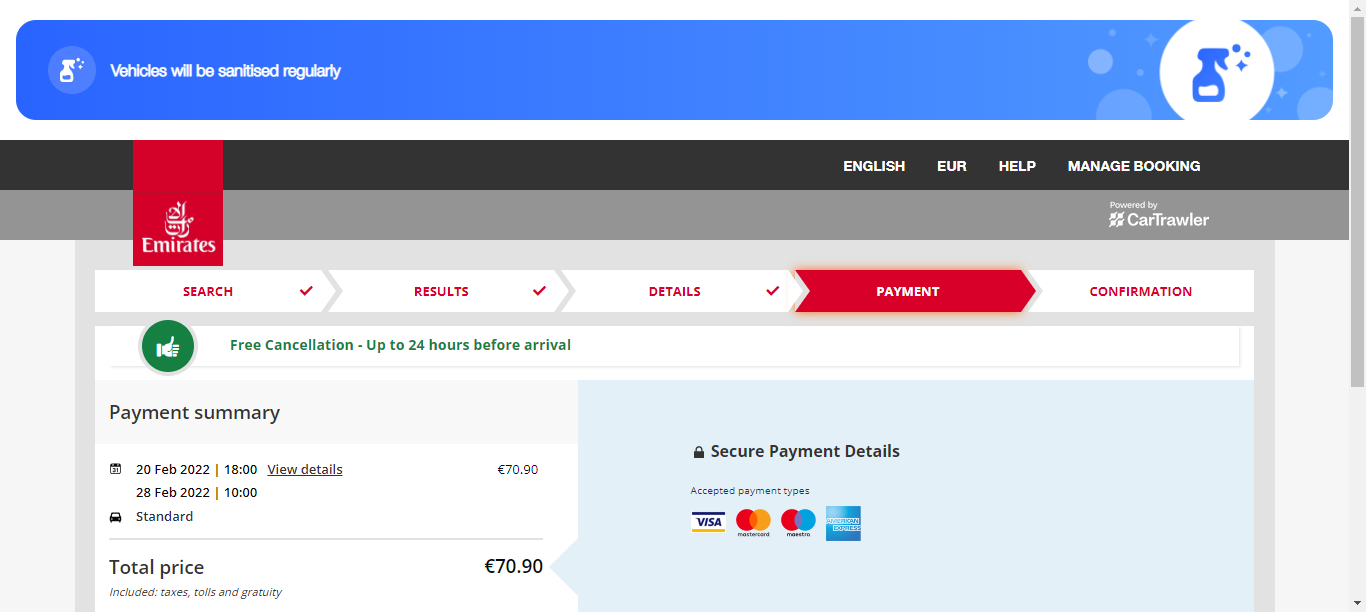 Vehicles will be sanitised regularly
ENGLISH EUR HELP MANAGE BOOKING
Powered by
CarTrawler
Emirates
SEARCH RESULTS DETAILS PAYMENT CONFIRMATION
Free Cancellation - Up to 24 hours before arrival
Payment summary
Secure Payment Details
20 Feb 2022 | 18:00 View details €70.90
28 Feb 2022 | 10:00
Standard
Accepted payment types
VISA mastercard maestro AMERICAN EXPRESS
Total price €70.90
Included: taxes, tolls and gratuity